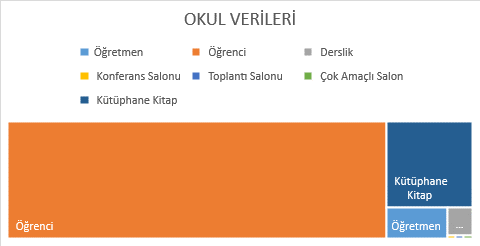 OKUL VERİLERİ
Öğretmen Öğrenci Derslik
Konferans Salonu Toplantı Salonu Çok Amaçlı Salon
Kütüphane Kitap
Öğrenci
Kütüphane
Kitap
Öğretmen
...